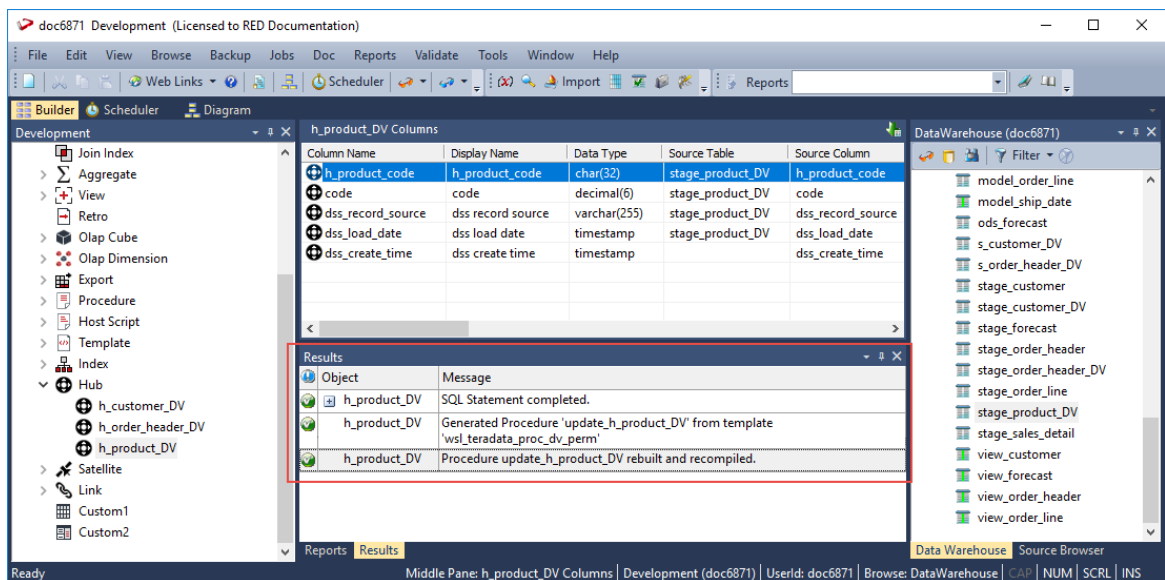 doc6871 Development (Licensed to RED Documentation)
File Edit View Browse Backup Jobs Doc Reports Validate Tools Window Help
Web Links Scheduler Import Reports
Builder Scheduler Diagram
Development
Join Index
Aggregate
View
Retro
Olap Cube
Olap Dimension
Export
Procedure
Host Script
Template
Index
Hub
h_customer_DV
h_order_header_DV
h_product_DV
Satellite
Link
Custom1
Custom2
h_product_DV Columns
Column Name Display Name Data Type Source Table Source Column
h_product_code h_product_code char(32) stage_product_DV h_product_code
code code decimal(6) stage_product_DV code
dss_record_source dss record source varchar(255) stage_product_DV dss_record_source
dss_load_date dss load date timestamp stage_product_DV dss_load_date
dss_create_time dss create time timestamp dss_create_time
Results
Object Message
h_product_DV SQL Statement completed.
h_product_DV Generated Procedure 'update_h_product_DV' from template
'wsl_teradata_proc_dv_perm'
h_product_DV Procedure update_h_product_DV rebuilt and recompiled.
Reports Results
DataWarehouse (doc6871)
Filter
model_order_line
model_ship_date
ods_forecast
s_customer_DV
s_order_header_DV
stage_customer
stage_customer_DV
stage_forecast
stage_order_header
stage_order_header_DV
stage_order_line
stage_product_DV
stage_sales_detail
view_customer
view_forecast
view_order_header
view_order_line
Data Warehouse Source Browser
Ready Middle Pane: h_product_DV Columns Development (doc6871) UserId: doc6871 Browse: DataWarehouse CAP NUM SCRL INS